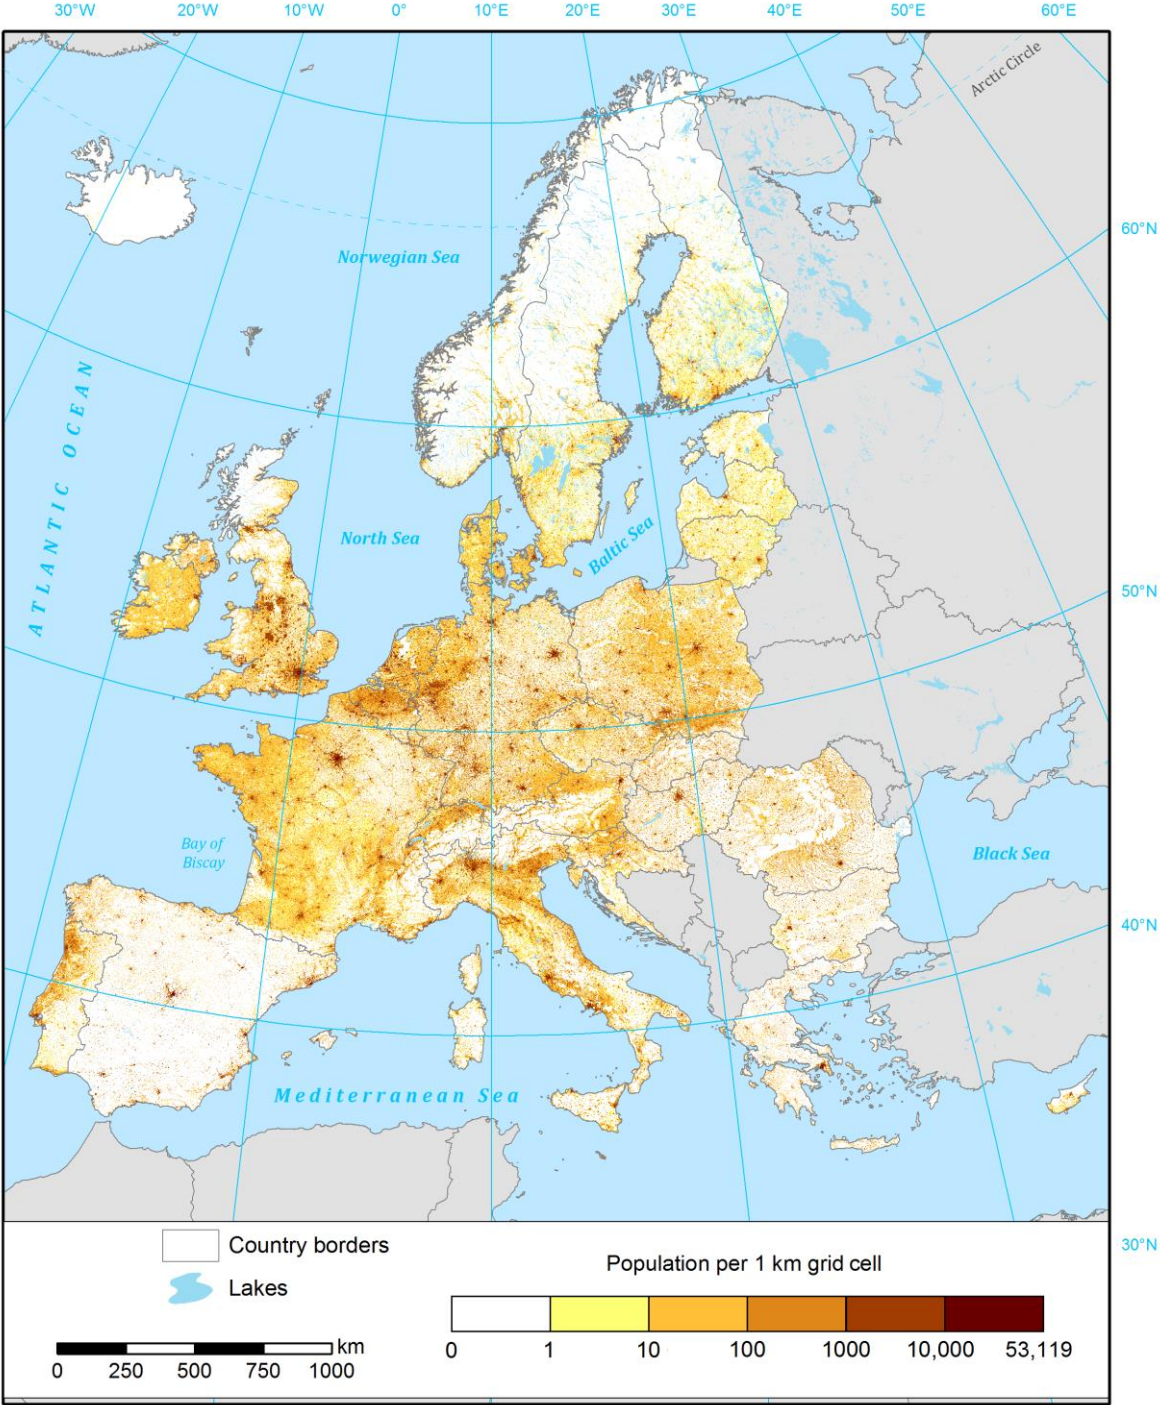 30°W 20°W 10°W 0° 10°E 20°E 30°E 40°E 50°E 60°E
Arctic Circle
60°N
Norwegian Sea
ATLANTIC OCEAN
North Sea
Baltic Sea
50°N
Bay of
Biscay
Black Sea
40°N
Mediterranean Sea
30°N
Country borders
Lakes
km
0 250 500 750 1000
Population per 1 km grid cell
0 1 10 100 1000 10,000 53,119